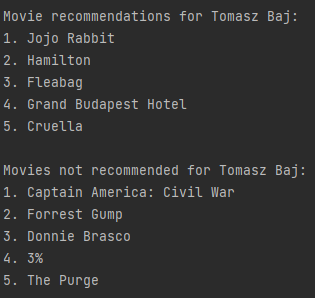 Movie recommendations for Tomasz Baj:
1. Jojo Rabbit
2. Hamilton
3. Fleabag
4. Grand Budapest Hotel
5. Cruella
Movies not recommended for Tomasz Baj:
1. Captain America: Civil War
2. Forrest Gump
3. Donnie Brasco
4. 3%
5. The Purge